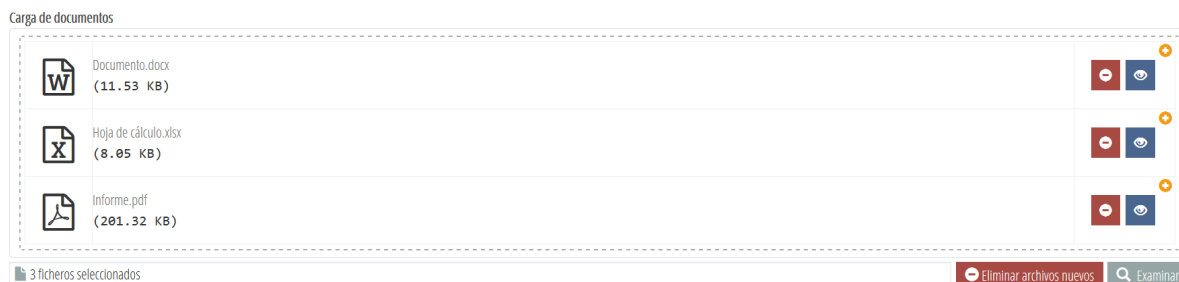 Carga de documentos
W
Documento.docx
(11.53 KB)
X
Hoja de cálculo.xlsx
(8.05 KB)
Informe.pdf
(201.32 KB)
3 ficheros seleccionados
Eliminar archivos nuevos
Examinar